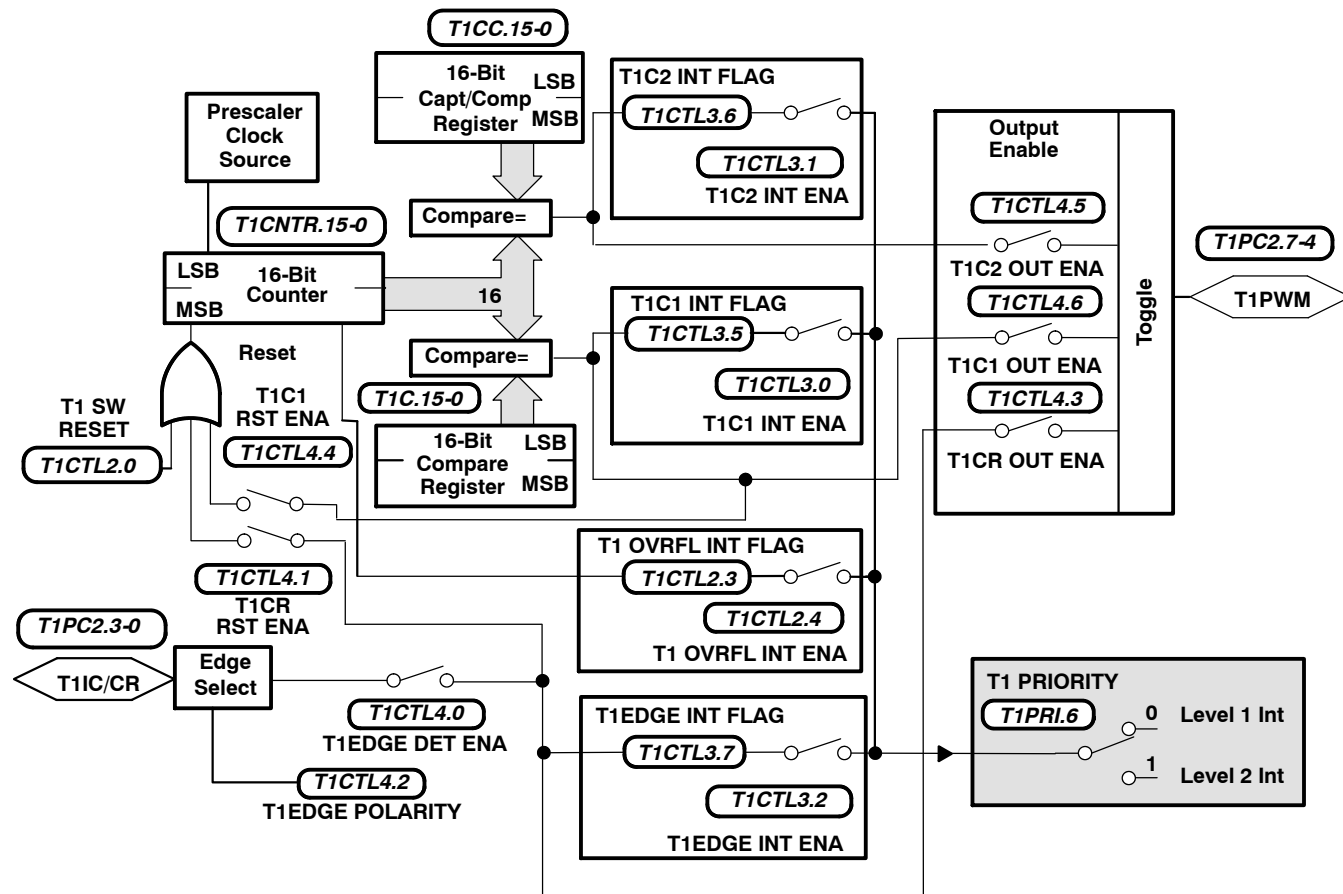 T1CC.15-0
16-Bit
Capt/Comp
Register
LSB
MSB
Prescaler
Clock
Source
T1CNTR.15-0
LSB
MSB
16-Bit
Counter
16
Compare=
Compare=
T1C.15-0
16-Bit
Compare
Register
LSB
MSB
Reset
T1 SW
RESET
T1CTL2.0
T1C1
RST ENA
T1CTL4.4
T1CTL4.1
T1CR
RST ENA
T1PC2.3-0
T1IC/CR
Edge
Select
T1CTL4.0
T1EDGE DET ENA
T1CTL4.2
T1EDGE POLARITY
T1C2 INT FLAG
T1CTL3.6
T1CTL3.1
T1C2 INT ENA
T1C1 INT FLAG
T1CTL3.5
T1CTL3.0
T1C1 INT ENA
T1 OVRFL INT FLAG
T1CTL2.3
T1CTL2.4
T1 OVRFL INT ENA
T1EDGE INT FLAG
T1CTL3.7
T1CTL3.2
T1EDGE INT ENA
Output
Enable
T1CTL4.5
T1C2 OUT ENA
T1CTL4.6
T1C1 OUT ENA
T1CTL4.3
T1CR OUT ENA
Toggle
T1PC2.7-4
T1PWM
T1 PRIORITY
T1PRI.6
0 Level 1 Int
1 Level 2 Int